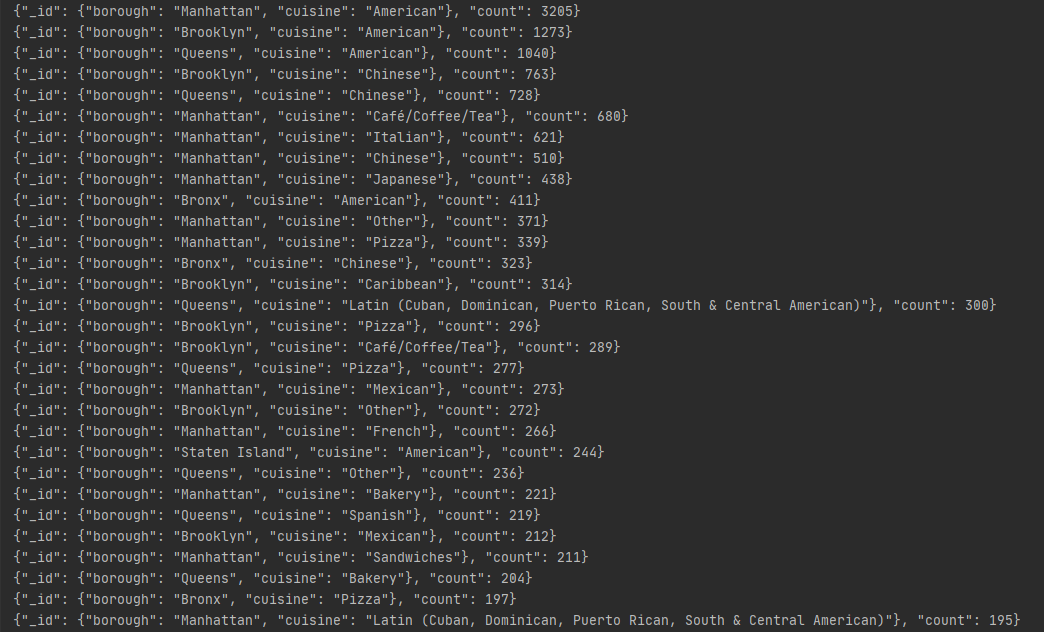 {"_id": {"borough": "Manhattan", "cuisine": "American"}, "count": 3205}
{"_id": {"borough": "Brooklyn", "cuisine": "American"}, "count": 1273}
{"_id": {"borough": "Queens", "cuisine": "American"}, "count": 1040}
{"_id": {"borough": "Brooklyn", "cuisine": "Chinese"}, "count": 763}
{"_id": {"borough": "Queens", "cuisine": "Chinese"}, "count": 728}
{"_id": {"borough": "Manhattan", "cuisine": "Café/Coffee/Tea"}, "count": 680}
{"_id": {"borough": "Manhattan", "cuisine": "Italian"}, "count": 621}
{"_id": {"borough": "Manhattan", "cuisine": "Chinese"}, "count": 510}
{"_id": {"borough": "Manhattan", "cuisine": "Japanese"}, "count": 438}
{"_id": {"borough": "Bronx", "cuisine": "American"}, "count": 411}
{"_id": {"borough": "Manhattan", "cuisine": "Other"}, "count": 371}
{"_id": {"borough": "Manhattan", "cuisine": "Pizza"}, "count": 339}
{"_id": {"borough": "Bronx", "cuisine": "Chinese"}, "count": 323}
{"_id": {"borough": "Brooklyn", "cuisine": "Caribbean"}, "count": 314}
{"_id": {"borough": "Queens", "cuisine": "Latin (Cuban, Dominican, Puerto Rican, South & Central American)"}, "count": 300}
{"_id": {"borough": "Brooklyn", "cuisine": "Pizza"}, "count": 296}
{"_id": {"borough": "Brooklyn", "cuisine": "Café/Coffee/Tea"}, "count": 289}
{"_id": {"borough": "Queens", "cuisine": "Pizza"}, "count": 277}
{"_id": {"borough": "Manhattan", "cuisine": "Mexican"}, "count": 273}
{"_id": {"borough": "Brooklyn", "cuisine": "Other"}, "count": 272}
{"_id": {"borough": "Manhattan", "cuisine": "French"}, "count": 266}
{"_id": {"borough": "Staten Island", "cuisine": "American"}, "count": 244}
{"_id": {"borough": "Queens", "cuisine": "Other"}, "count": 236}
{"_id": {"borough": "Manhattan", "cuisine": "Bakery"}, "count": 221}
{"_id": {"borough": "Queens", "cuisine": "Spanish"}, "count": 219}
{"_id": {"borough": "Brooklyn", "cuisine": "Mexican"}, "count": 212}
{"_id": {"borough": "Manhattan", "cuisine": "Sandwiches"}, "count": 211}
{"_id": {"borough": "Queens", "cuisine": "Bakery"}, "count": 204}
{"_id": {"borough": "Bronx", "cuisine": "Pizza"}, "count": 197}
{"_id": {"borough": "Manhattan", "cuisine": "Latin (Cuban, Dominican, Puerto Rican, South & Central American)"}, "count": 195}